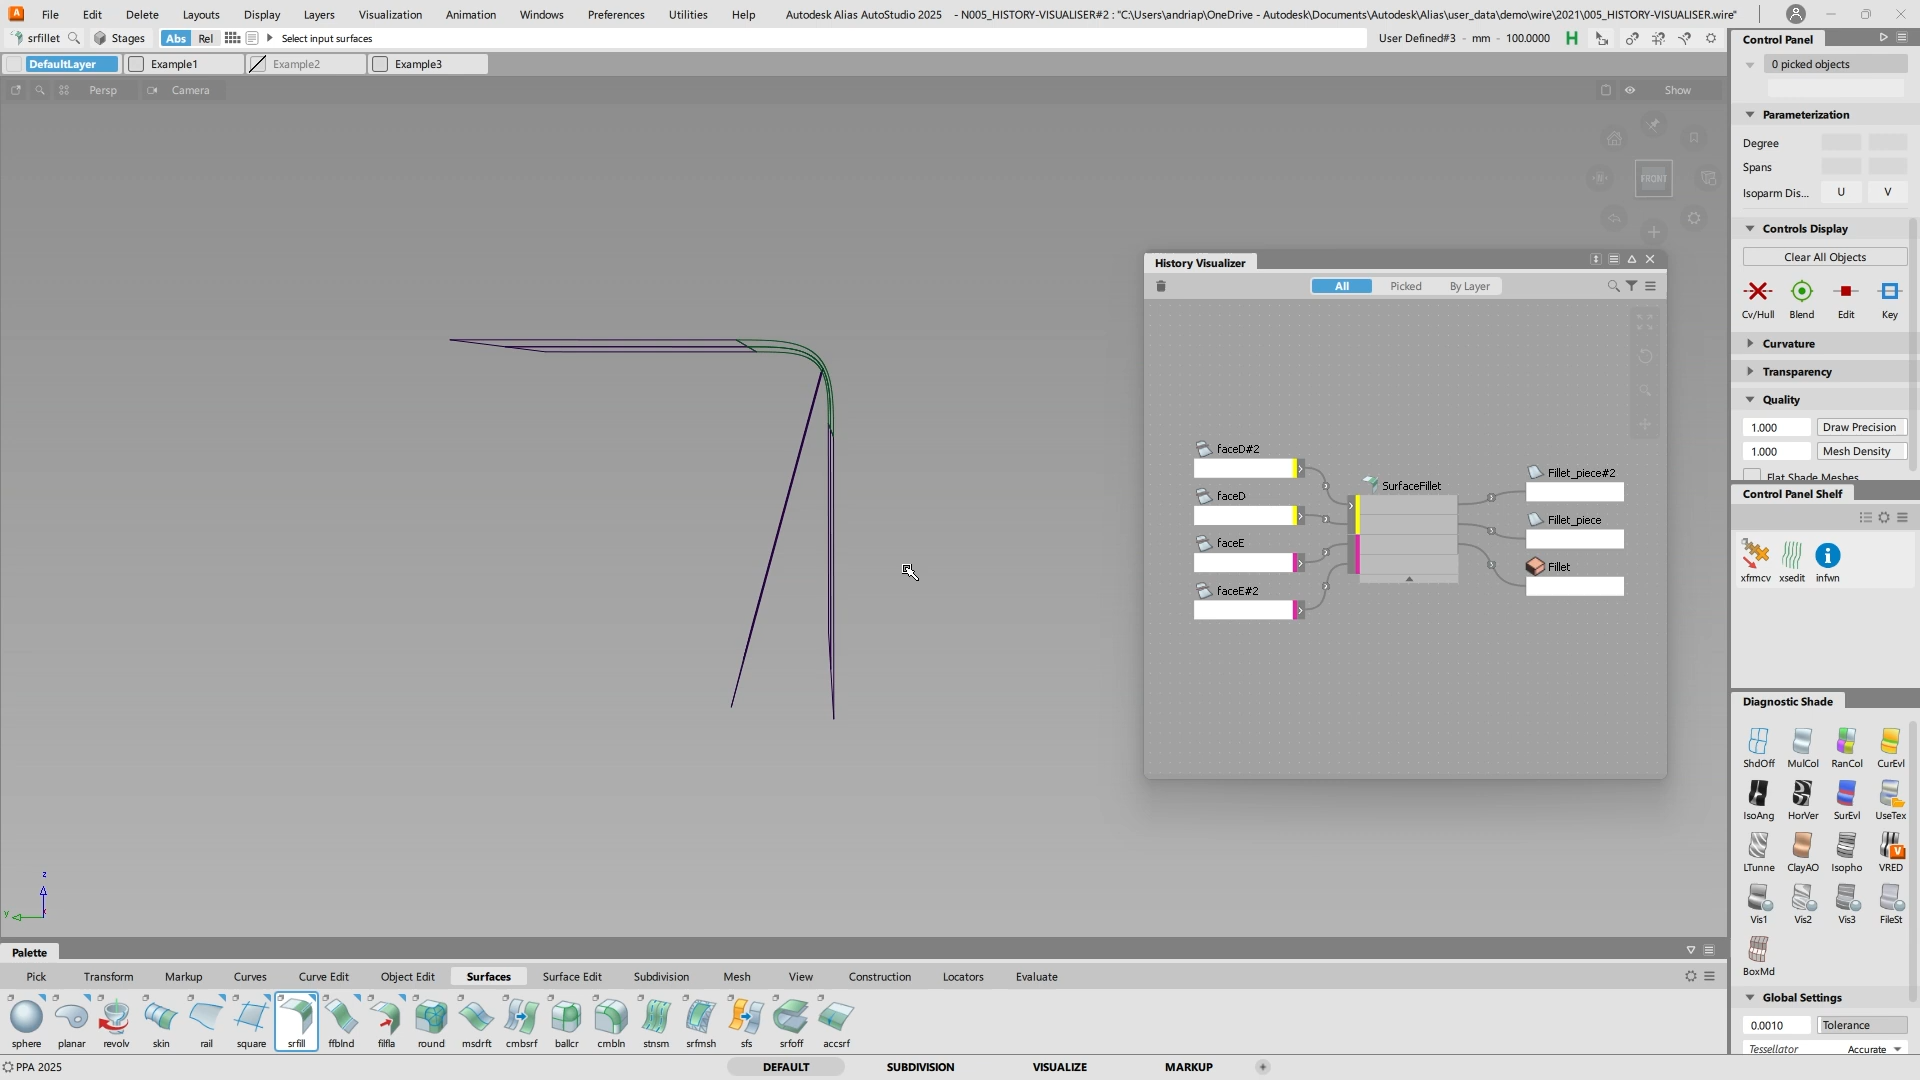 File Edit Delete Layouts Display Layers Visualization Animation Windows Preferences Utilities Help Autodesk Alias AutoStudio 2025 - N005_HISTORY-VISUALISER#2 : "C:\Users\andriap\OneDrive - Autodesk\Documents\Autodesk\Alias\user_data\demo\wire\2021\005_HISTORY-VISUALISER.wire"
srfillet Stages Abs Rel Select input surfaces User Defined#3 - mm - 100.0000 H
DefaultLayer Example1 Example2 Example3
Persp Camera Show
FRONT
History Visualizer
All Picked By Layer
faceD#2
faceD
faceE
faceE#2
SurfaceFillet
Fillet_piece#2
Fillet_piece
Fillet
z
y
Control Panel
0 picked objects
Parameterization
Degree
Spans
Isoparm Dis... U V
Controls Display
Clear All Objects
Cv/Hull Blend Edit Key
Curvature
Transparency
Quality
1.000 Draw Precision
1.000 Mesh Density
Flat Shade Meshes
Control Panel Shelf
xfrmcv xsedit infwn
Diagnostic Shade
ShdOff MulCol RanCol CurEvl
IsoAng HorVer SurEvl UseTex
LTunne ClayAO Isopho VRED
Vis1 Vis2 Vis3 FileSt
BoxMd
Global Settings
0.0010 Tolerance
Tessellator Accurate
Palette
Pick Transform Markup Curves Curve Edit Object Edit Surfaces Surface Edit Subdivision Mesh View Construction Locators Evaluate
sphere planar revolv skin rail square srfill ffblnd filfla round msdrft cmbsrf ballcr cmbln stnsm srfmsh sfs srfoff accsrf
PPA 2025 DEFAULT SUBDIVISION VISUALIZE MARKUP